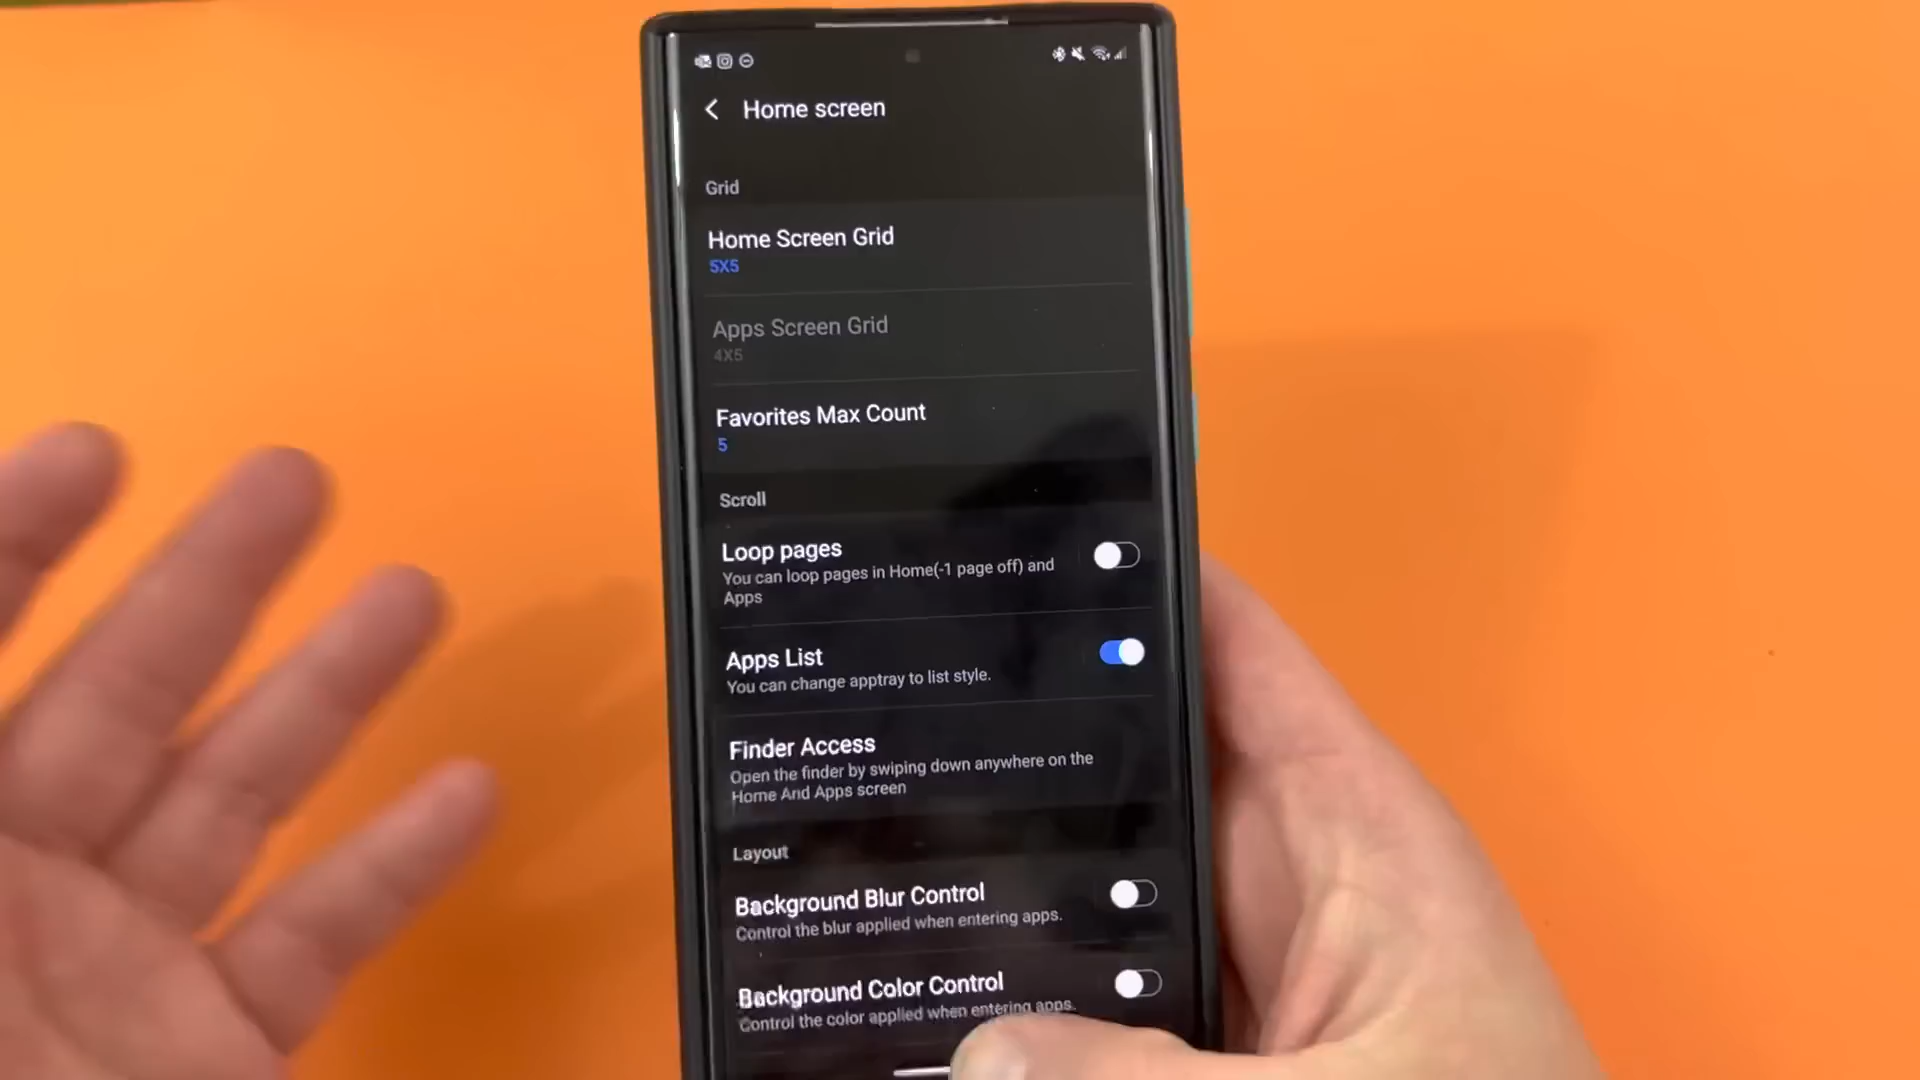 Home screen
Grid
Home Screen Grid
5X5
Apps Screen Grid
4X5
Favorites Max Count
5
Scroll
Loop pages
You can loop pages in Home(-1 page off) and
Apps
Apps List
You can change apptray to list style.
Finder Access
Open the finder by swiping down anywhere on the
Home And Apps screen
Layout
Background Blur Control
Control the blur applied when entering apps.
Background Color Control
Control the color applied when entering apps.